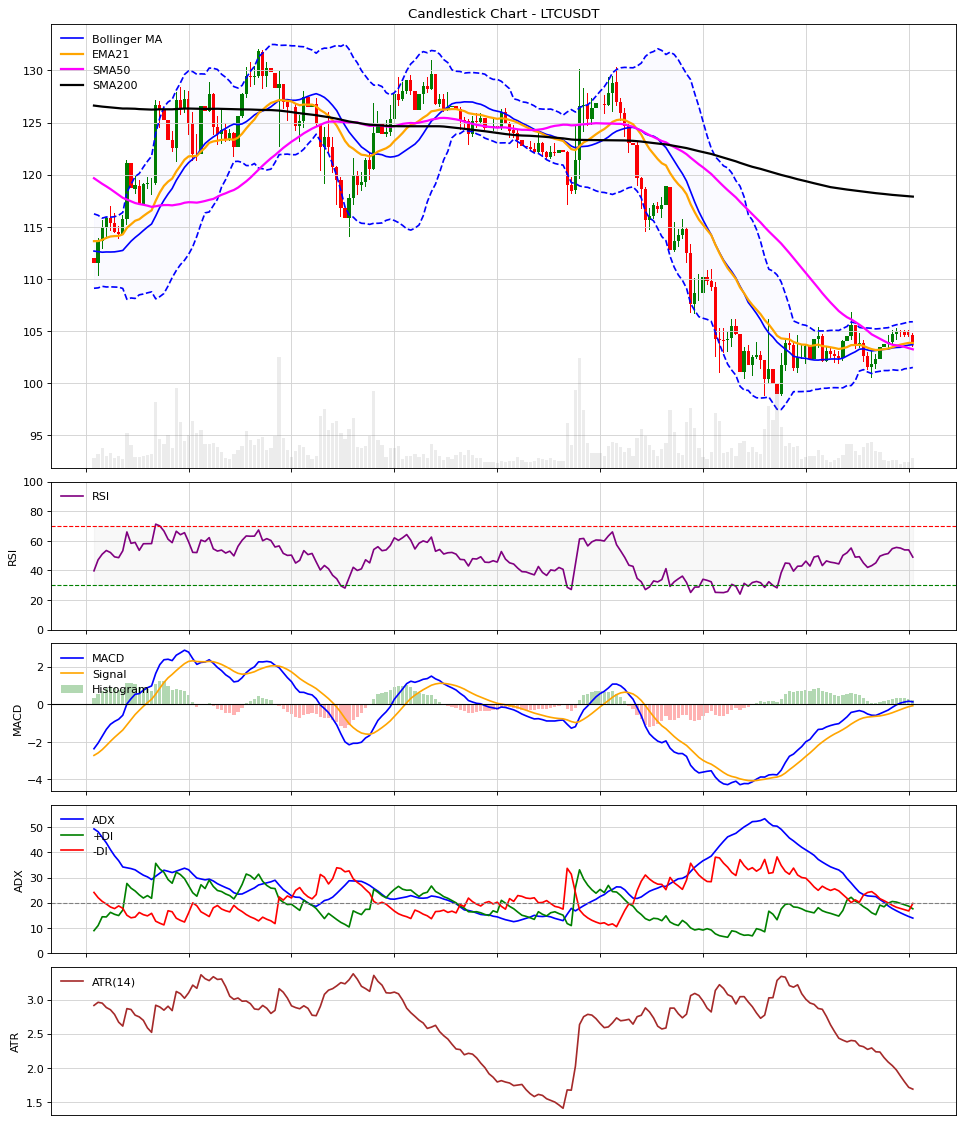 Candlestick Chart - LTCUSDT
Bollinger MA
EMA21
SMA50
SMA200
130
125
120
115
110
105
100
95
RSI
RSI
100
80
60
40
20
0
MACD
Signal
Histogram
MACD
2
0
−2
−4
ADX
+DI
-DI
ADX
50
40
30
20
10
0
ATR(14)
ATR
3.0
2.5
2.0
1.5